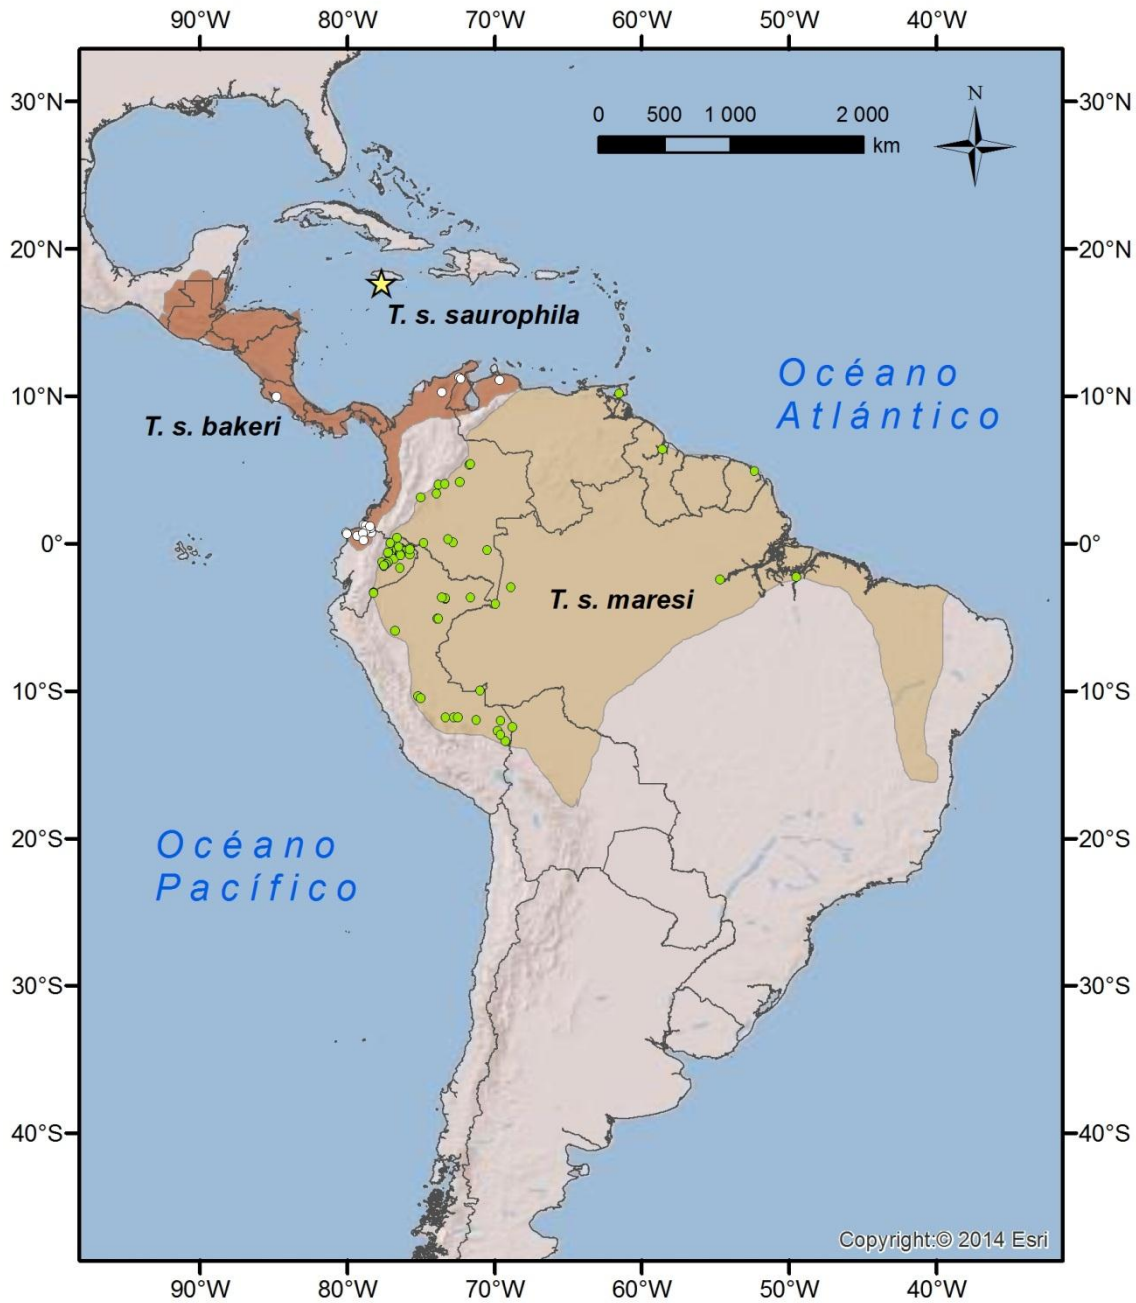 90°W 80°W 70°W 60°W 50°W 40°W
30°N 30°N
N
0 500 1 000 2 000
km
20°N 20°N
T. s. saurophila
10°N 10°N
Océano
Atlántico
T. s. bakeri
0° 0°
T. s. maresi
10°S 10°S
20°S 20°S
Océano
Pacífico
30°S 30°S
40°S 40°S
Copyright:© 2014 Esri
90°W 80°W 70°W 60°W 50°W 40°W